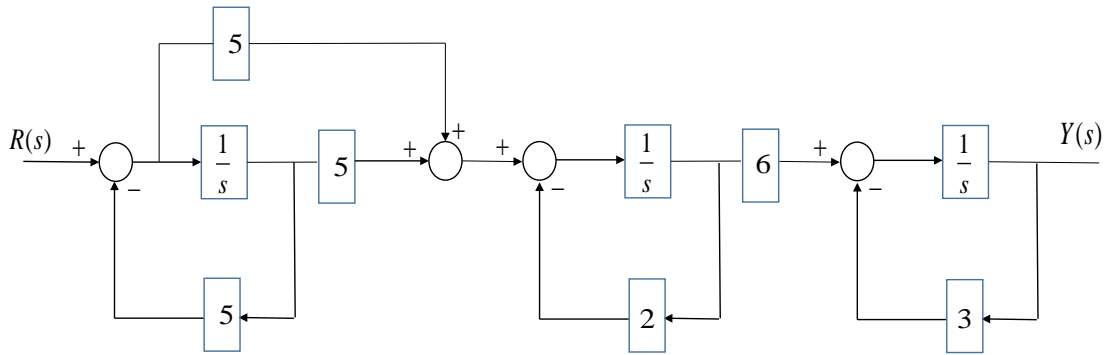 5
+
R(s) + 1/s 5 + + 1/s 6 + 1/s Y(s)
− − −
5 2 3